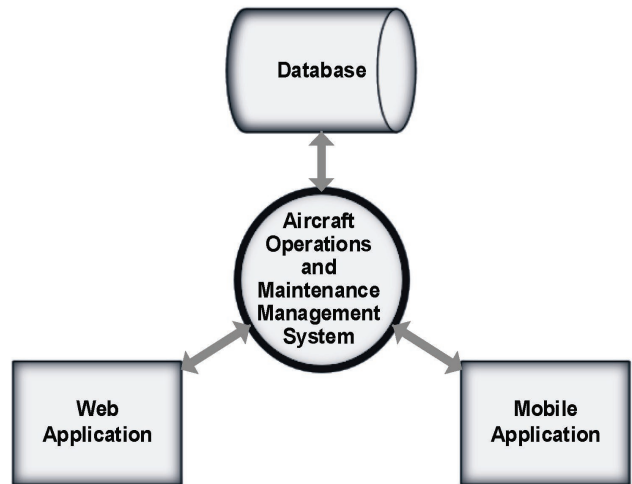 Database
Aircraft
Operations
and
Maintenance
Management
System
Web
Application
Mobile
Application